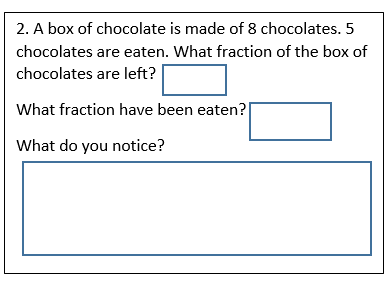 2. A box of chocolate is made of 8 chocolates. 5
chocolates are eaten. What fraction of the box of
chocolates are left?
What fraction have been eaten?
What do you notice?